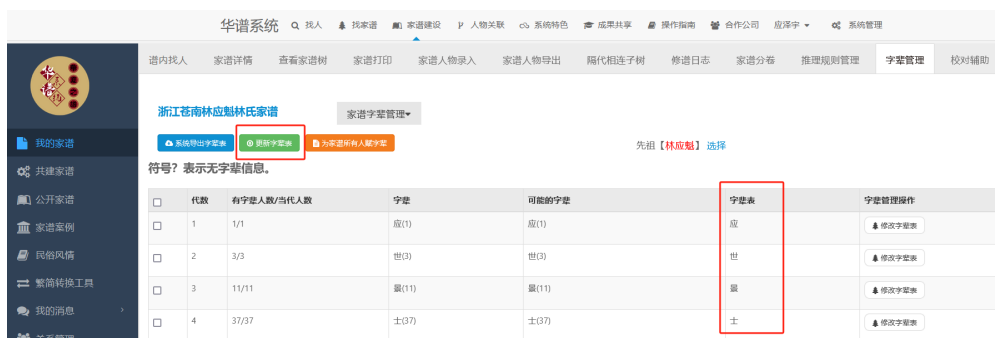 华谱系统 找人 找家谱 家谱建设 人物关联 系统特色 成果共享 操作指南 合作公司 应泽宇 系统管理
谱内找人 家谱详情 查看家谱树 家谱打印 家谱人物录入 家谱人物导出 隔代相连子树 修谱日志 家谱分卷 推理规则管理 字辈管理 校对辅助
浙江苍南林应魁林氏家谱 家谱字辈管理
系统导出字辈表 更新字辈表 为家谱所有人赋字辈 先祖【林应魁】选择
符号？表示无字辈信息。
代数 有字辈人数/当代人数 字辈 可能的字辈 字辈表 字辈管理操作
1 1/1 应(1) 应(1) 应 修改字辈表
2 3/3 世(3) 世(3) 世 修改字辈表
3 11/11 景(11) 景(11) 景 修改字辈表
4 37/37 士(37) 士(37) 士 修改字辈表
我的家谱
共建家谱
公开家谱
家谱案例
民俗风情
繁简转换工具
我的消息